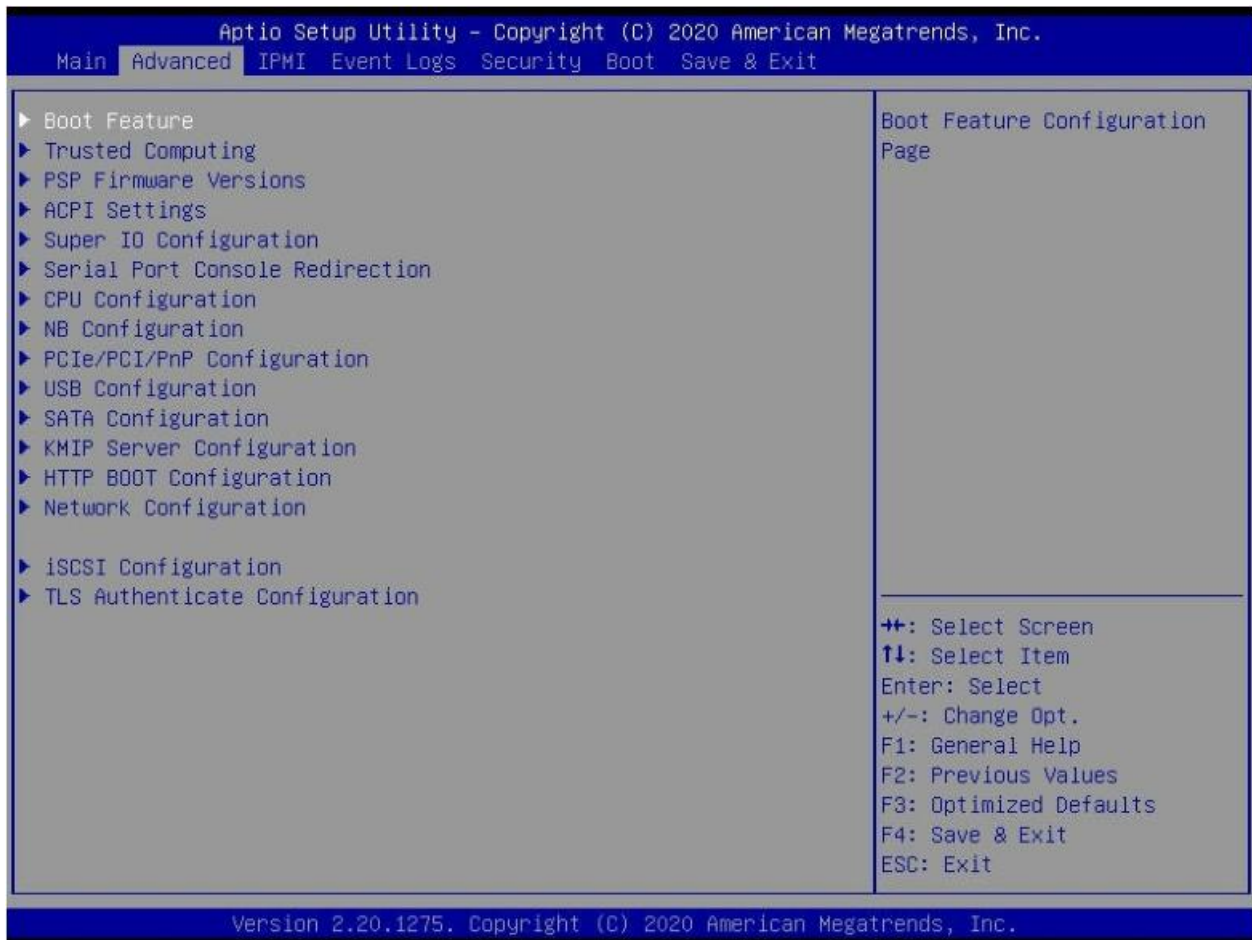 Aptio Setup Utility – Copyright (C) 2020 American Megatrends, Inc.
Main Advanced IPMI Event Logs Security Boot Save & Exit
Boot Feature
Trusted Computing
PSP Firmware Versions
ACPI Settings
Super IO Configuration
Serial Port Console Redirection
CPU Configuration
NB Configuration
PCIe/PCI/PnP Configuration
USB Configuration
SATA Configuration
KMIP Server Configuration
HTTP BOOT Configuration
Network Configuration
iSCSI Configuration
TLS Authenticate Configuration
Boot Feature Configuration
Page
→←: Select Screen
↑↓: Select Item
Enter: Select
+/-: Change Opt.
F1: General Help
F2: Previous Values
F3: Optimized Defaults
F4: Save & Exit
ESC: Exit
Version 2.20.1275. Copyright (C) 2020 American Megatrends, Inc.